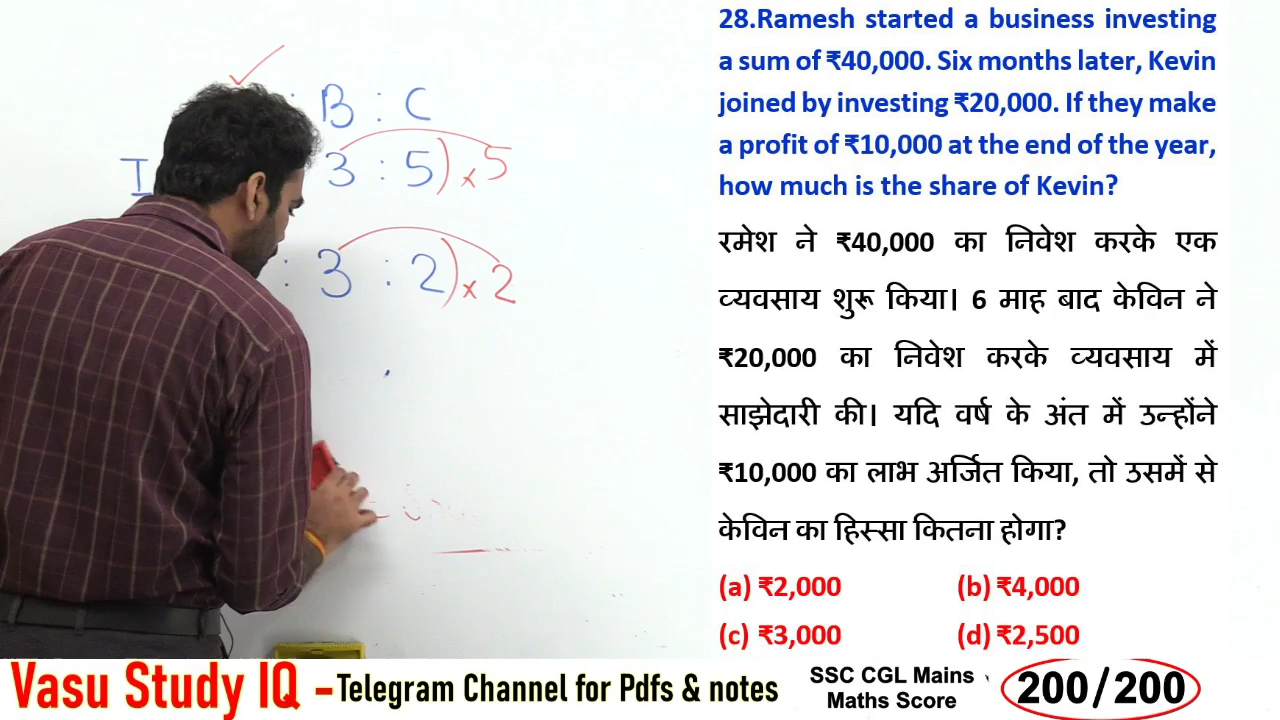 : B : C
I 3 : 5) × 5
: 3 : 2) × 2
28.Ramesh started a business investing
a sum of ₹40,000. Six months later, Kevin
joined by investing ₹20,000. If they make
a profit of ₹10,000 at the end of the year,
how much is the share of Kevin?
रमेश ने ₹40,000 का निवेश करके एक
व्यवसाय शुरू किया। 6 माह बाद केविन ने
₹20,000 का निवेश करके व्यवसाय में
साझेदारी की। यदि वर्ष के अंत में उन्होंने
₹10,000 का लाभ अर्जित किया, तो उसमें से
केविन का हिस्सा कितना होगा?
(a) ₹2,000 (b) ₹4,000
(c) ₹3,000 (d) ₹2,500
Vasu Study IQ - Telegram Channel for Pdfs & notes
SSC CGL Mains
Maths Score
200/200